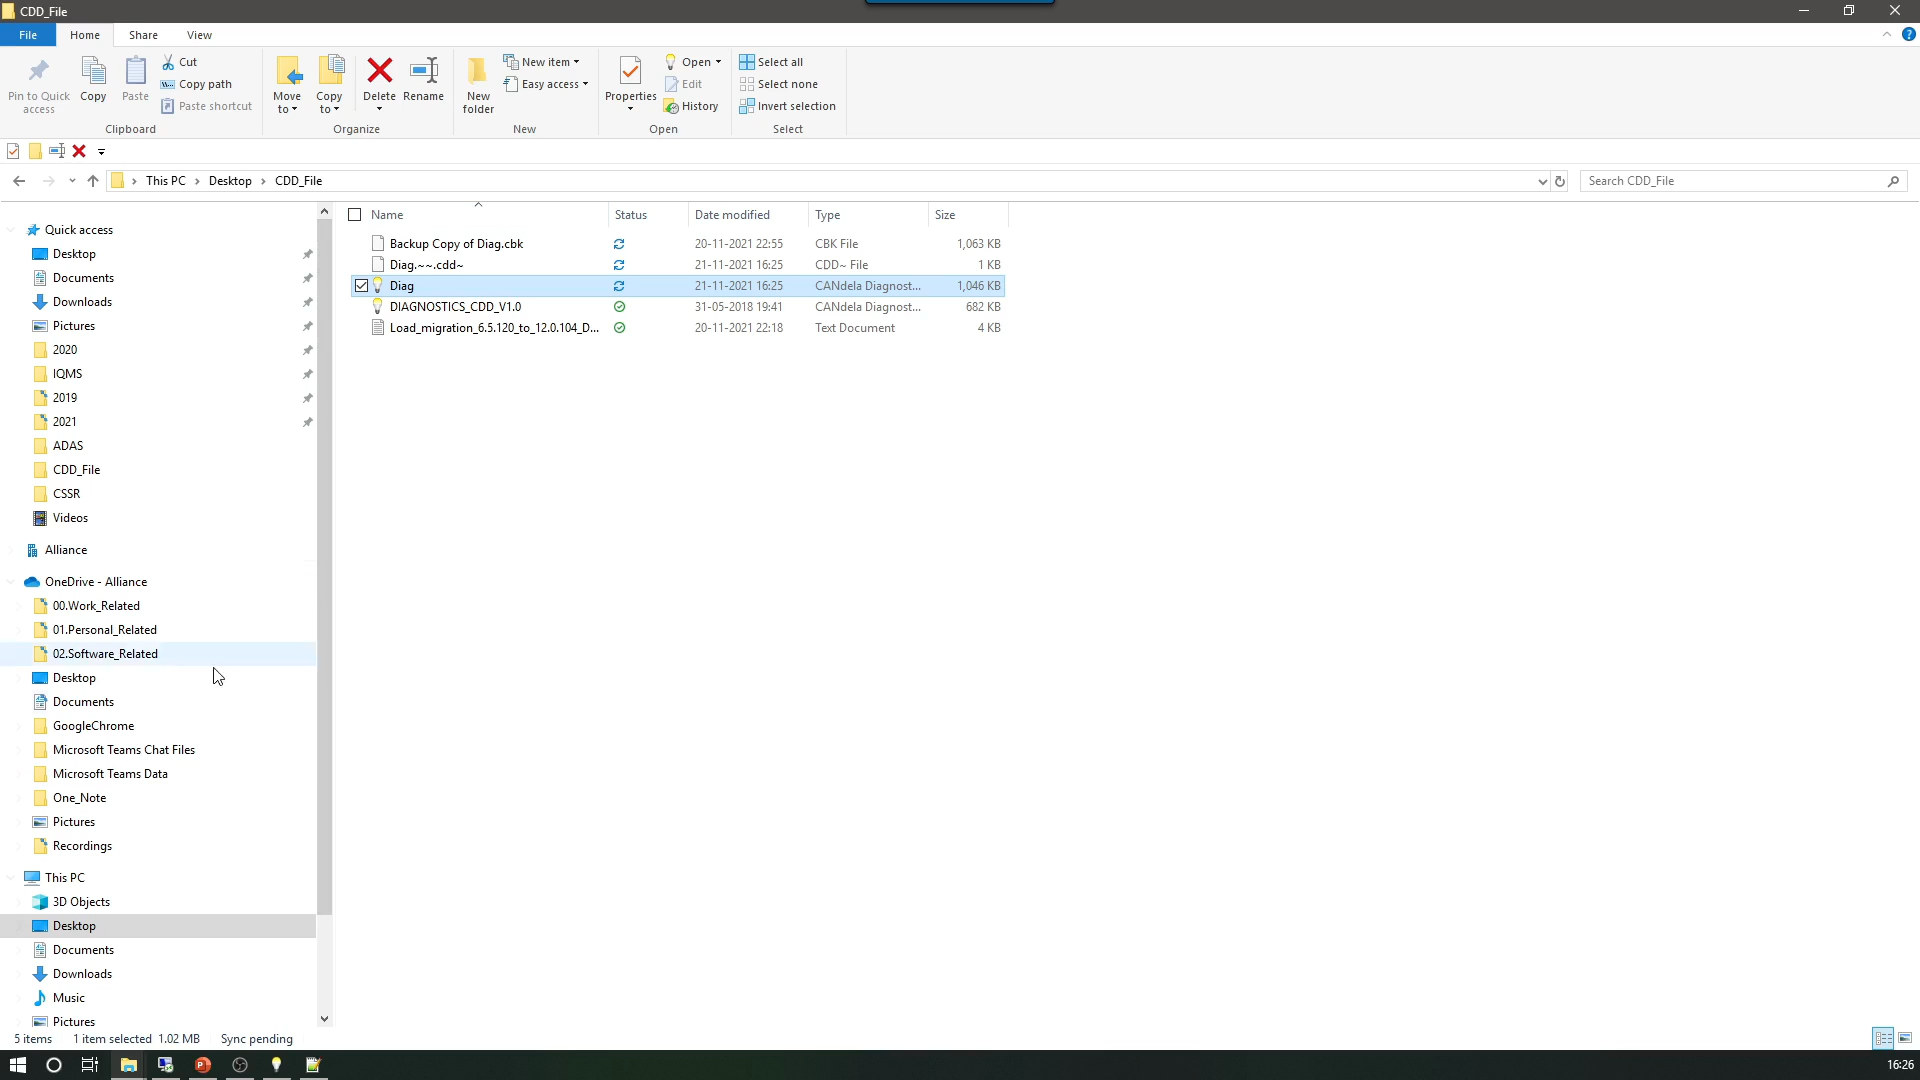 CDD_File
File Home Share View
Pin to Quick access
Copy
Paste
Cut
Copy path
Paste shortcut
Clipboard
Move to
Copy to
Delete
Rename
Organize
New folder
New item
Easy access
New
Properties
Open
Edit
History
Open
Select all
Select none
Invert selection
Select
This PC > Desktop > CDD_File
Search CDD_File
Name Status Date modified Type Size
Backup Copy of Diag.cbk 20-11-2021 22:55 CBK File 1,063 KB
Diag.~~.cdd~ 21-11-2021 16:25 CDD~ File 1 KB
Diag 21-11-2021 16:25 CANdela Diagnost... 1,046 KB
DIAGNOSTICS_CDD_V1.0 31-05-2018 19:41 CANdela Diagnost... 682 KB
Load_migration_6.5.120_to_12.0.104_D... 20-11-2021 22:18 Text Document 4 KB
Quick access
Desktop
Documents
Downloads
Pictures
2020
IQMS
2019
2021
ADAS
CDD_File
CSSR
Videos
Alliance
OneDrive - Alliance
00.Work_Related
01.Personal_Related
02.Software_Related
Desktop
Documents
GoogleChrome
Microsoft Teams Chat Files
Microsoft Teams Data
One_Note
Pictures
Recordings
This PC
3D Objects
Desktop
Documents
Downloads
Music
Pictures
5 items 1 item selected 1.02 MB Sync pending
16:26